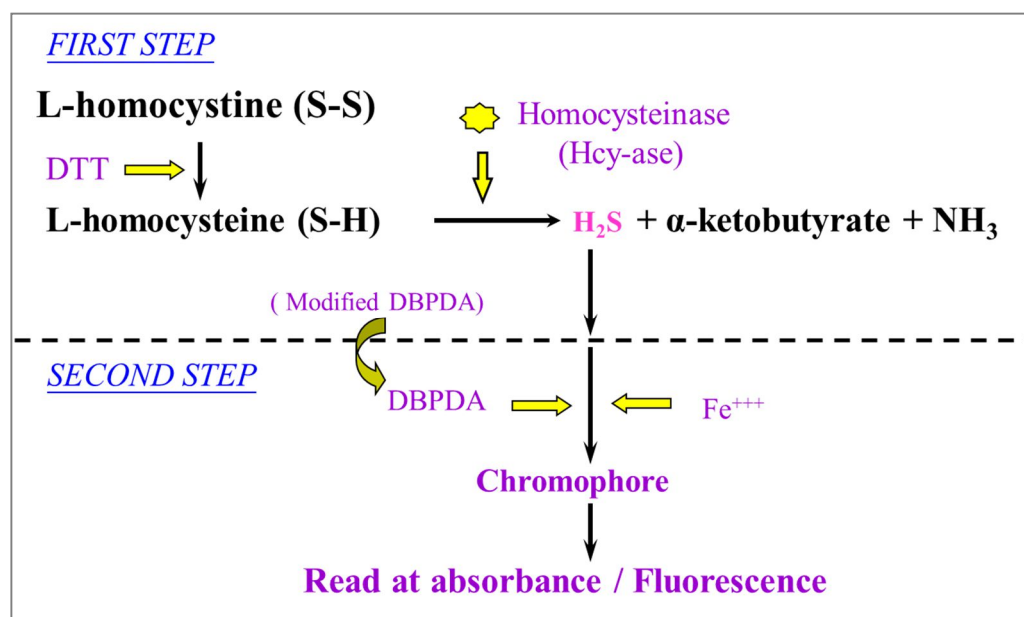 FIRST STEP
L-homocystine (S-S)
Homocysteinase
(Hcy-ase)
DTT
L-homocysteine (S-H)
H₂S + α-ketobutyrate + NH₃
( Modified DBPDA)
SECOND STEP
DBPDA
Fe⁺⁺⁺
Chromophore
Read at absorbance / Fluorescence